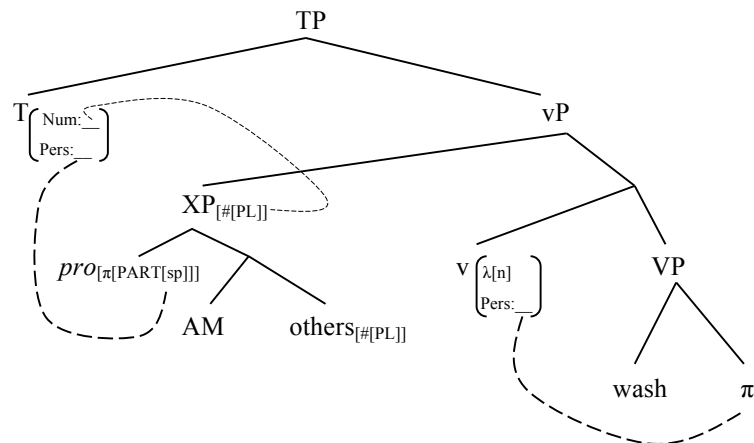 TP
T [Num:__ Pers:__]
vP
XP[#[PL]]
pro[π[PART[sp]]]
AM
others[#[PL]]
v [λ[n] Pers:__]
VP
wash
π